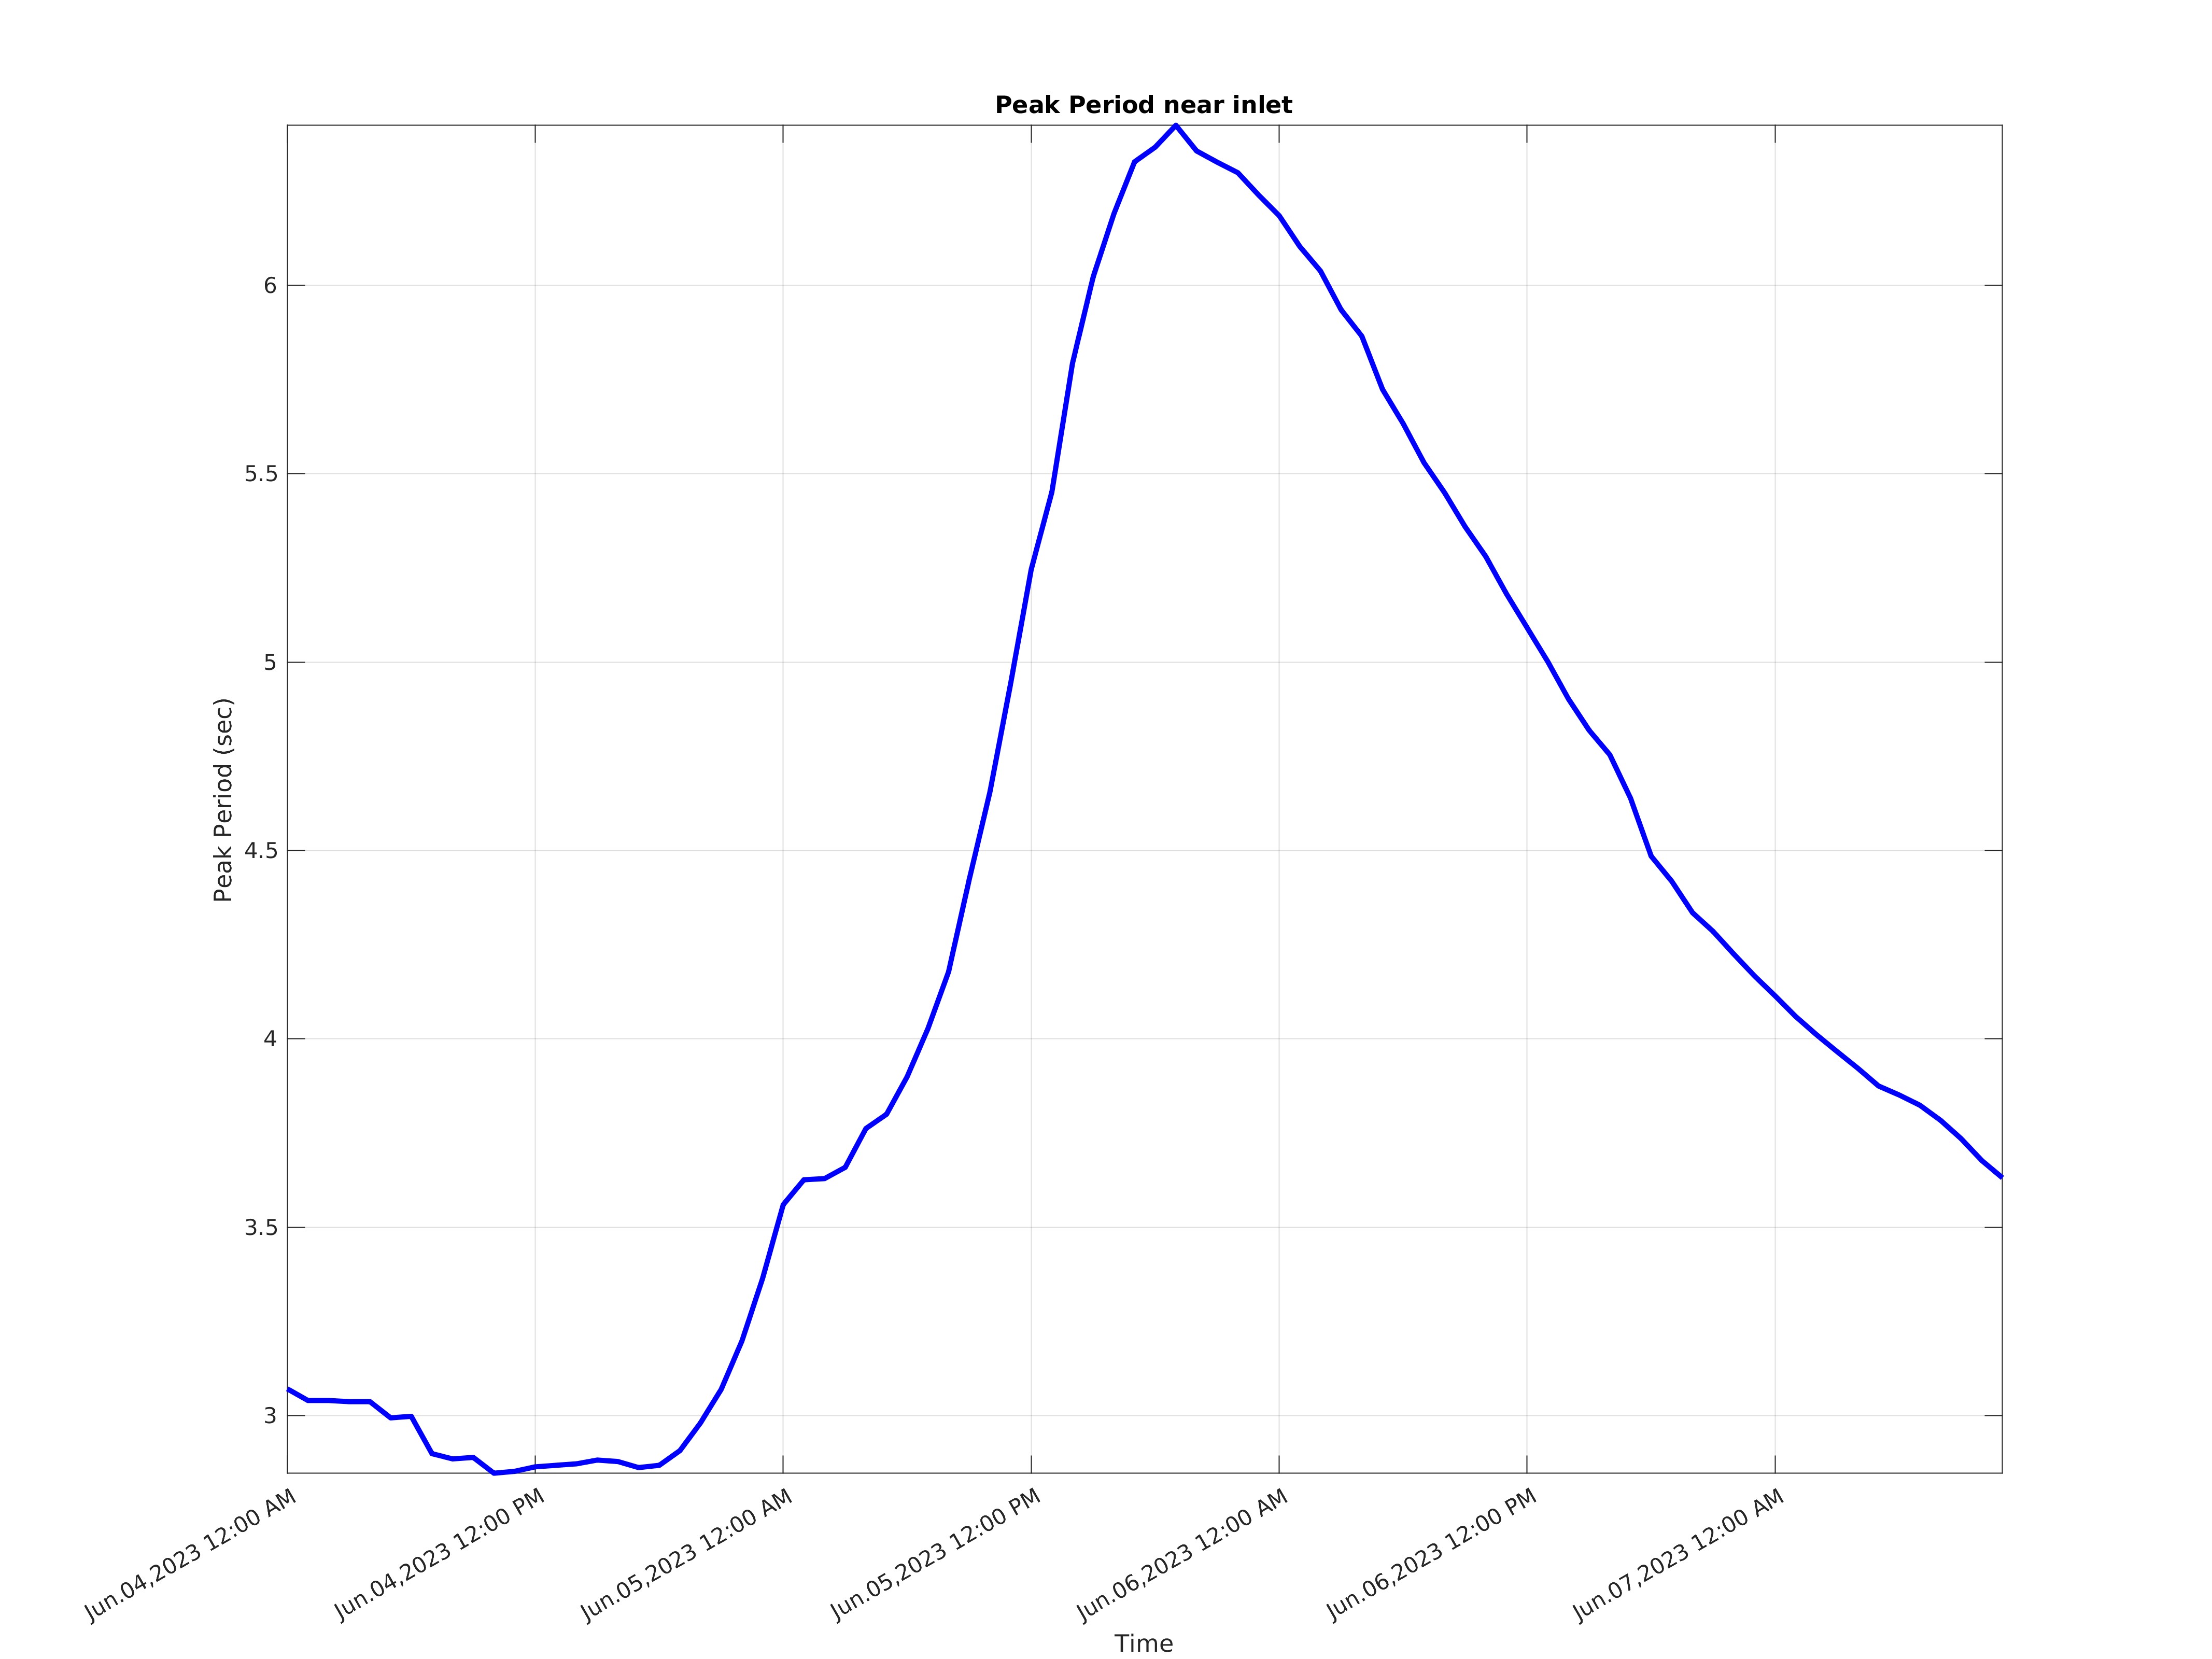 Peak Period near inlet
Peak Period (sec)
6
5.5
5
4.5
4
3.5
3
Jun.04,2023 12:00 AM
Jun.04,2023 12:00 PM
Jun.05,2023 12:00 AM
Jun.05,2023 12:00 PM
Jun.06,2023 12:00 AM
Jun.06,2023 12:00 PM
Jun.07,2023 12:00 AM
Time